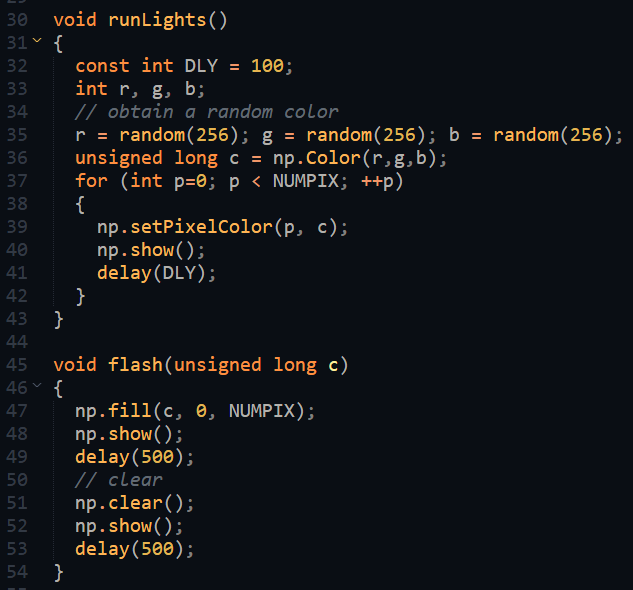 30 void runLights()
31 {
32   const int DLY = 100;
33   int r, g, b;
34   // obtain a random color
35   r = random(256); g = random(256); b = random(256);
36   unsigned long c = np.Color(r,g,b);
37   for (int p=0; p < NUMPIX; ++p)
38   {
39     np.setPixelColor(p, c);
40     np.show();
41     delay(DLY);
42   }
43 }
44
45 void flash(unsigned long c)
46 {
47   np.fill(c, 0, NUMPIX);
48   np.show();
49   delay(500);
50   // clear
51   np.clear();
52   np.show();
53   delay(500);
54 }